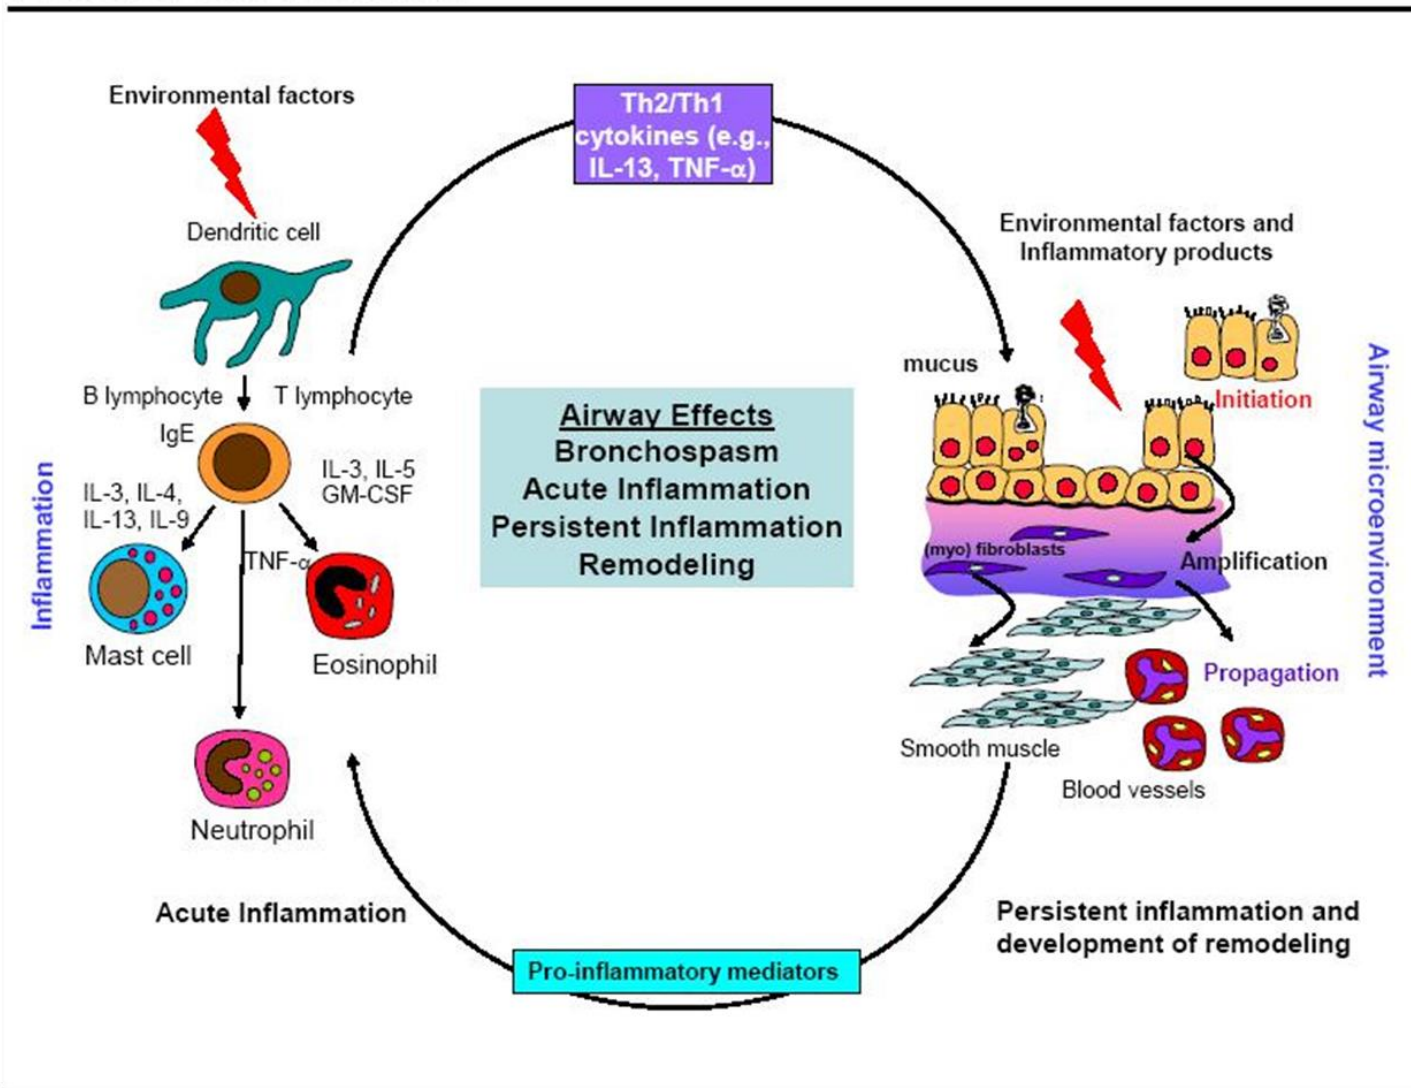 Environmental factors
Dendritic cell
B lymphocyte
T lymphocyte
IgE
IL-3, IL-4,
IL-13, IL-9
IL-3, IL-5
GM-CSF
TNF-α
Mast cell
Eosinophil
Neutrophil
Inflammation
Acute Inflammation
Th2/Th1
cytokines (e.g.,
IL-13, TNF-α)
Airway Effects
Bronchospasm
Acute Inflammation
Persistent Inflammation
Remodeling
Pro-inflammatory mediators
Environmental factors and
Inflammatory products
mucus
Initiation
(myo) fibroblasts
Amplification
Propagation
Smooth muscle
Blood vessels
Airway microenvironment
Persistent inflammation and
development of remodeling